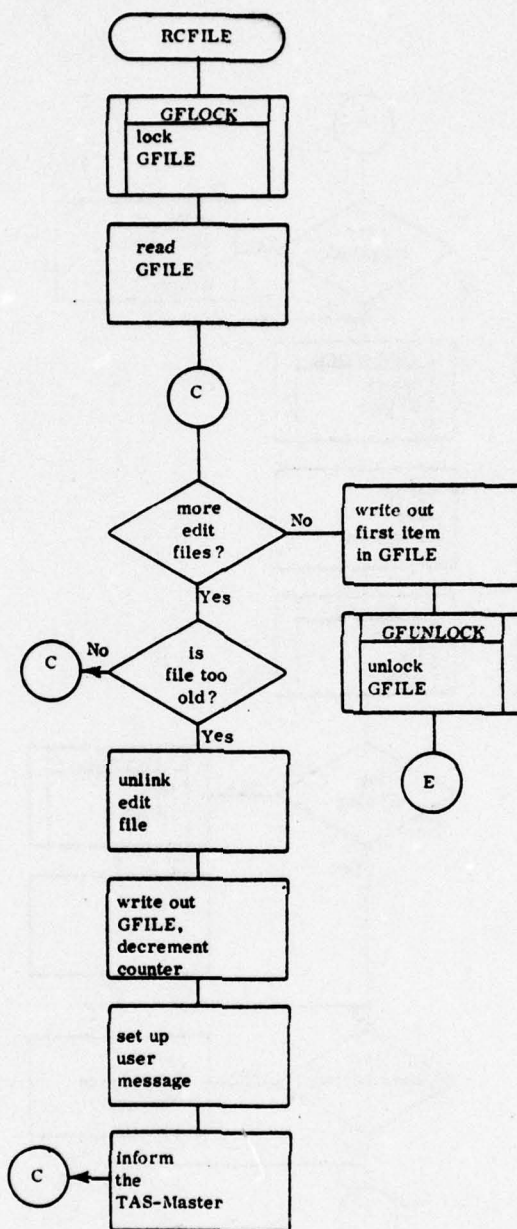 RCFILE
GFLOCK
lock
GFILE
read
GFILE
C
more
edit
files?
No
write out
first item
in GFILE
Yes
GFUNLOCK
unlock
GFILE
C
No
is
file too
old?
E
Yes
unlink
edit
file
write out
GFILE,
decrement
counter
set up
user
message
C
inform
the
TAS-Master